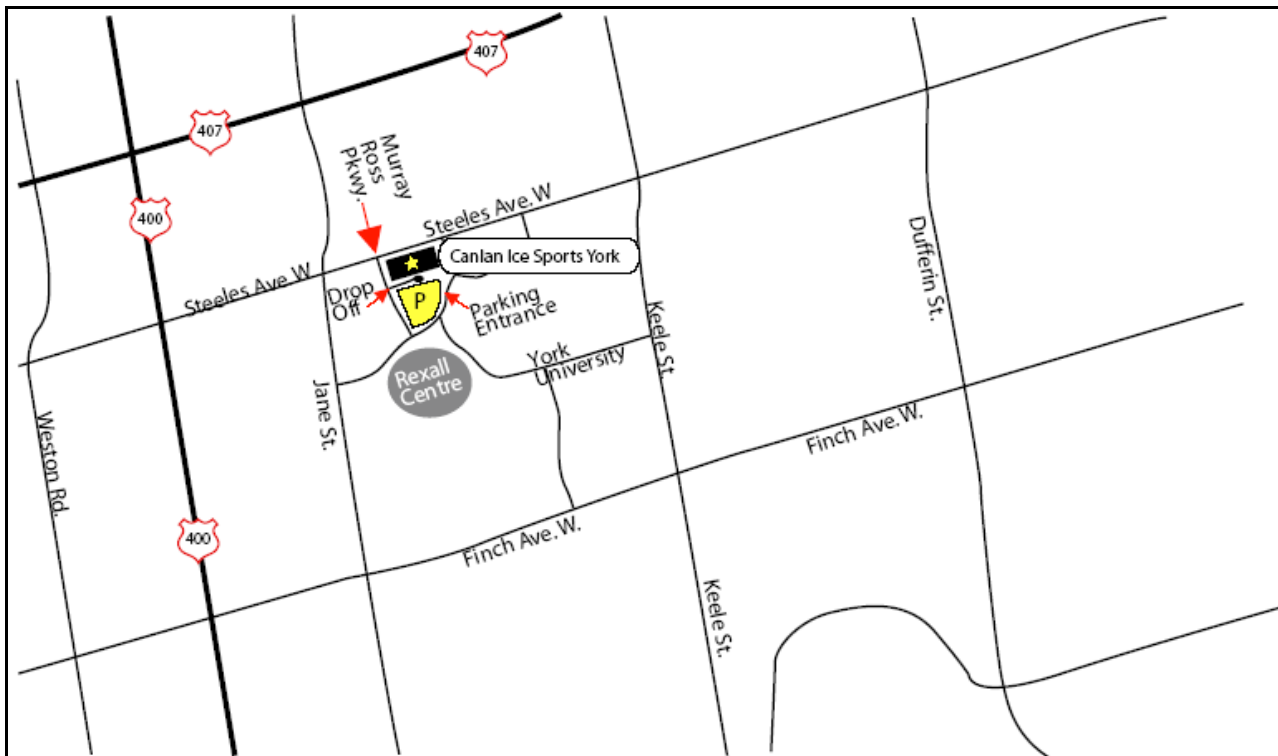 407
407
400
Murray
Ross
Pkwy.
Steeles Ave. W
Canlan Ice Sports York
Steeles Ave. W
Drop
Off
P
Parking
Entrance
Dufferin St.
Keele St.
York
University
Rexall
Centre
Jane St.
Weston Rd.
Finch Ave. W.
400
Finch Ave. W.
Keele St.